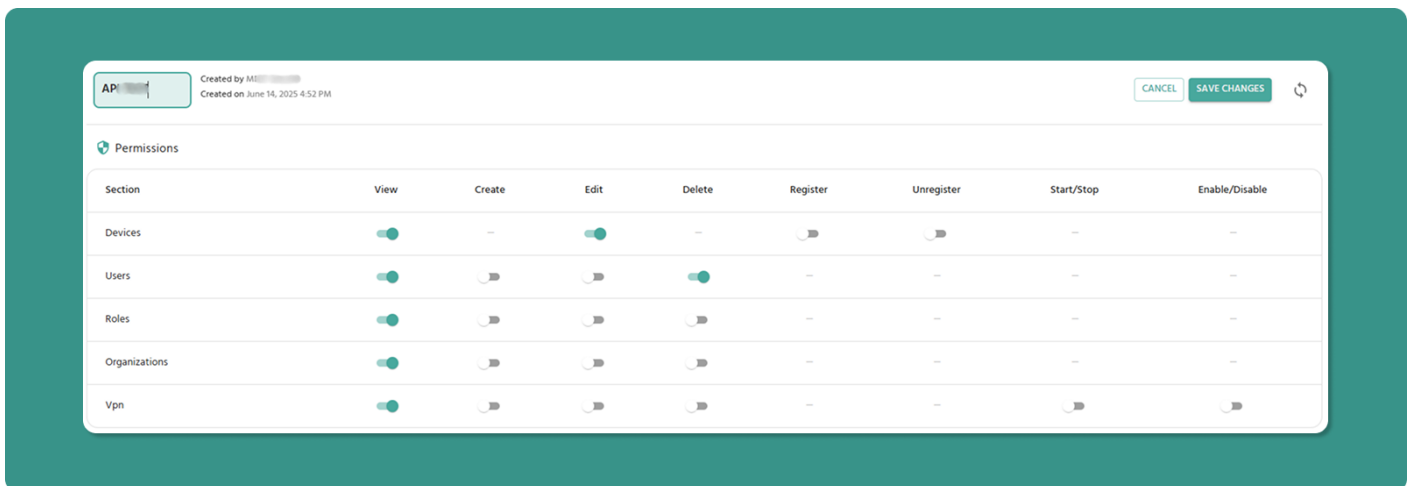 API
Created by
Created on June 14, 2025 4:52 PM
CANCEL
SAVE CHANGES
Permissions
Section View Create Edit Delete Register Unregister Start/Stop Enable/Disable
Devices – –  – –
Users – – – –
Roles – – – –
Organizations – – – –
Vpn – –